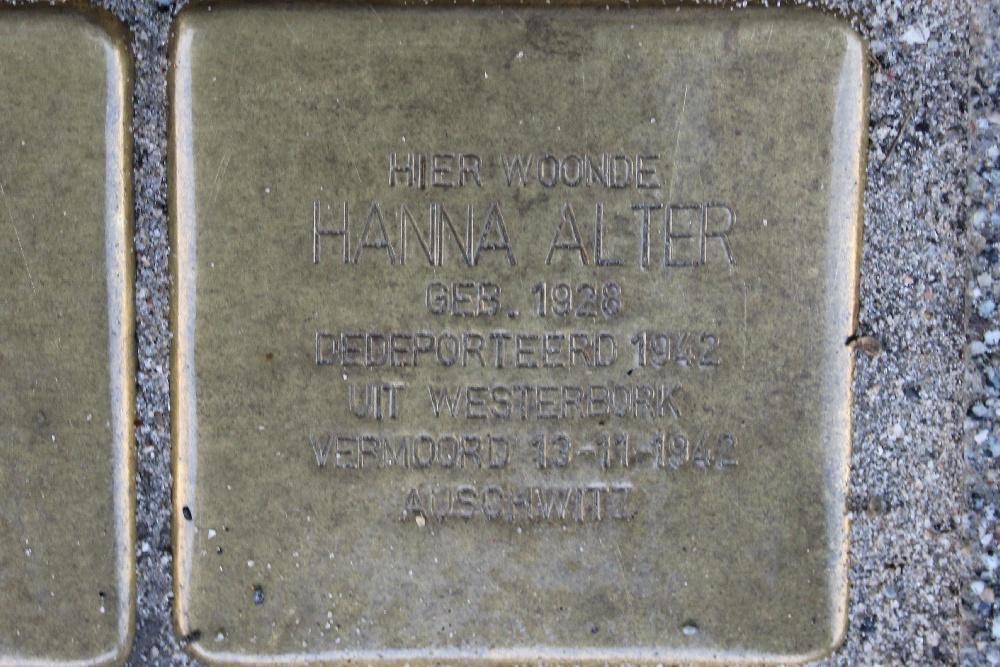 HIER WOONDE
HANNA ALTER
GEB. 1928
DEDEPORTEERD 1942
UIT WESTERBORK
VERMOORD 13-11-1942
AUSCHWITZ